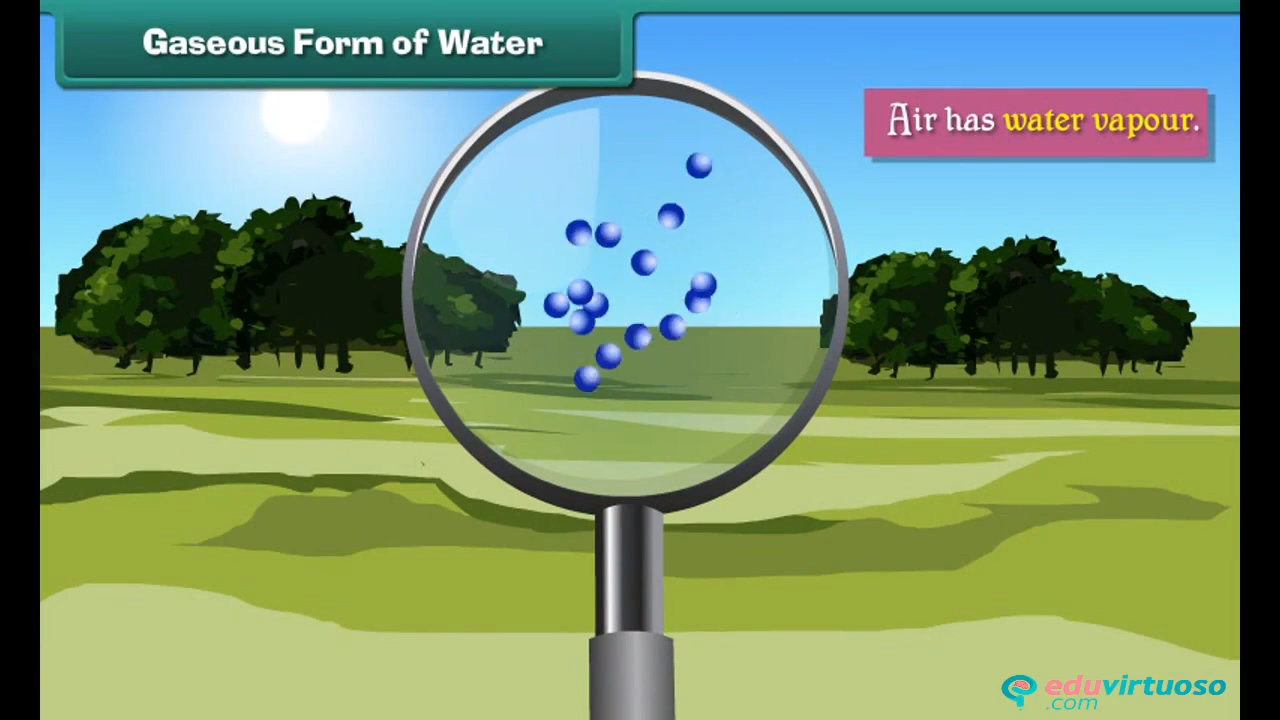 Gaseous Form of Water
Air has water vapour.
eduvirtuoso
.com